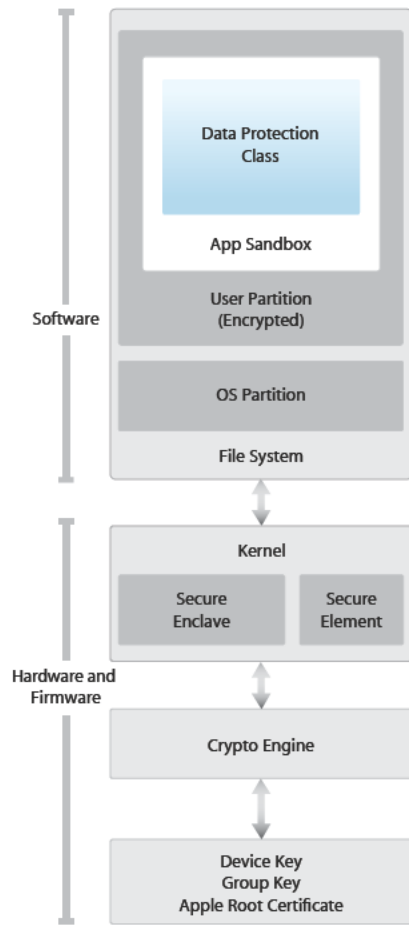 Data Protection
Class
App Sandbox
User Partition
(Encrypted)
Software
OS Partition
File System
Kernel
Secure
Enclave
Secure
Element
Hardware and
Firmware
Crypto Engine
Device Key
Group Key
Apple Root Certificate